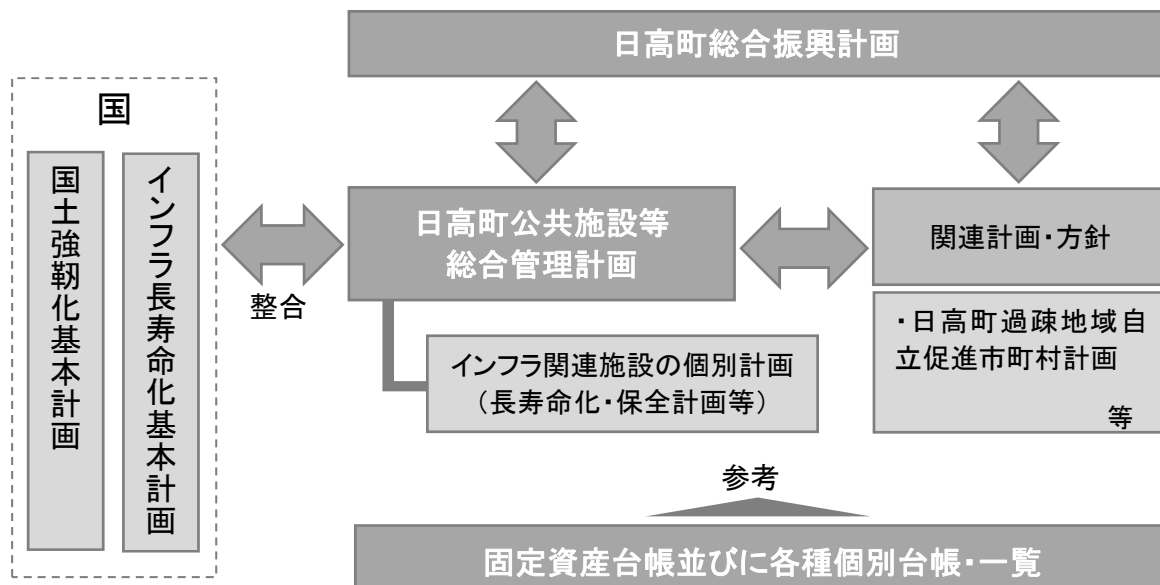 日高町総合振興計画
国
国土強靭化基本計画
インフラ長寿命化基本計画
整合
日高町公共施設等
総合管理計画
関連計画・方針
・日高町過疎地域自
立促進市町村計画
等
インフラ関連施設の個別計画
（長寿命化・保全計画等）
参考
固定資産台帳並びに各種個別台帳・一覧